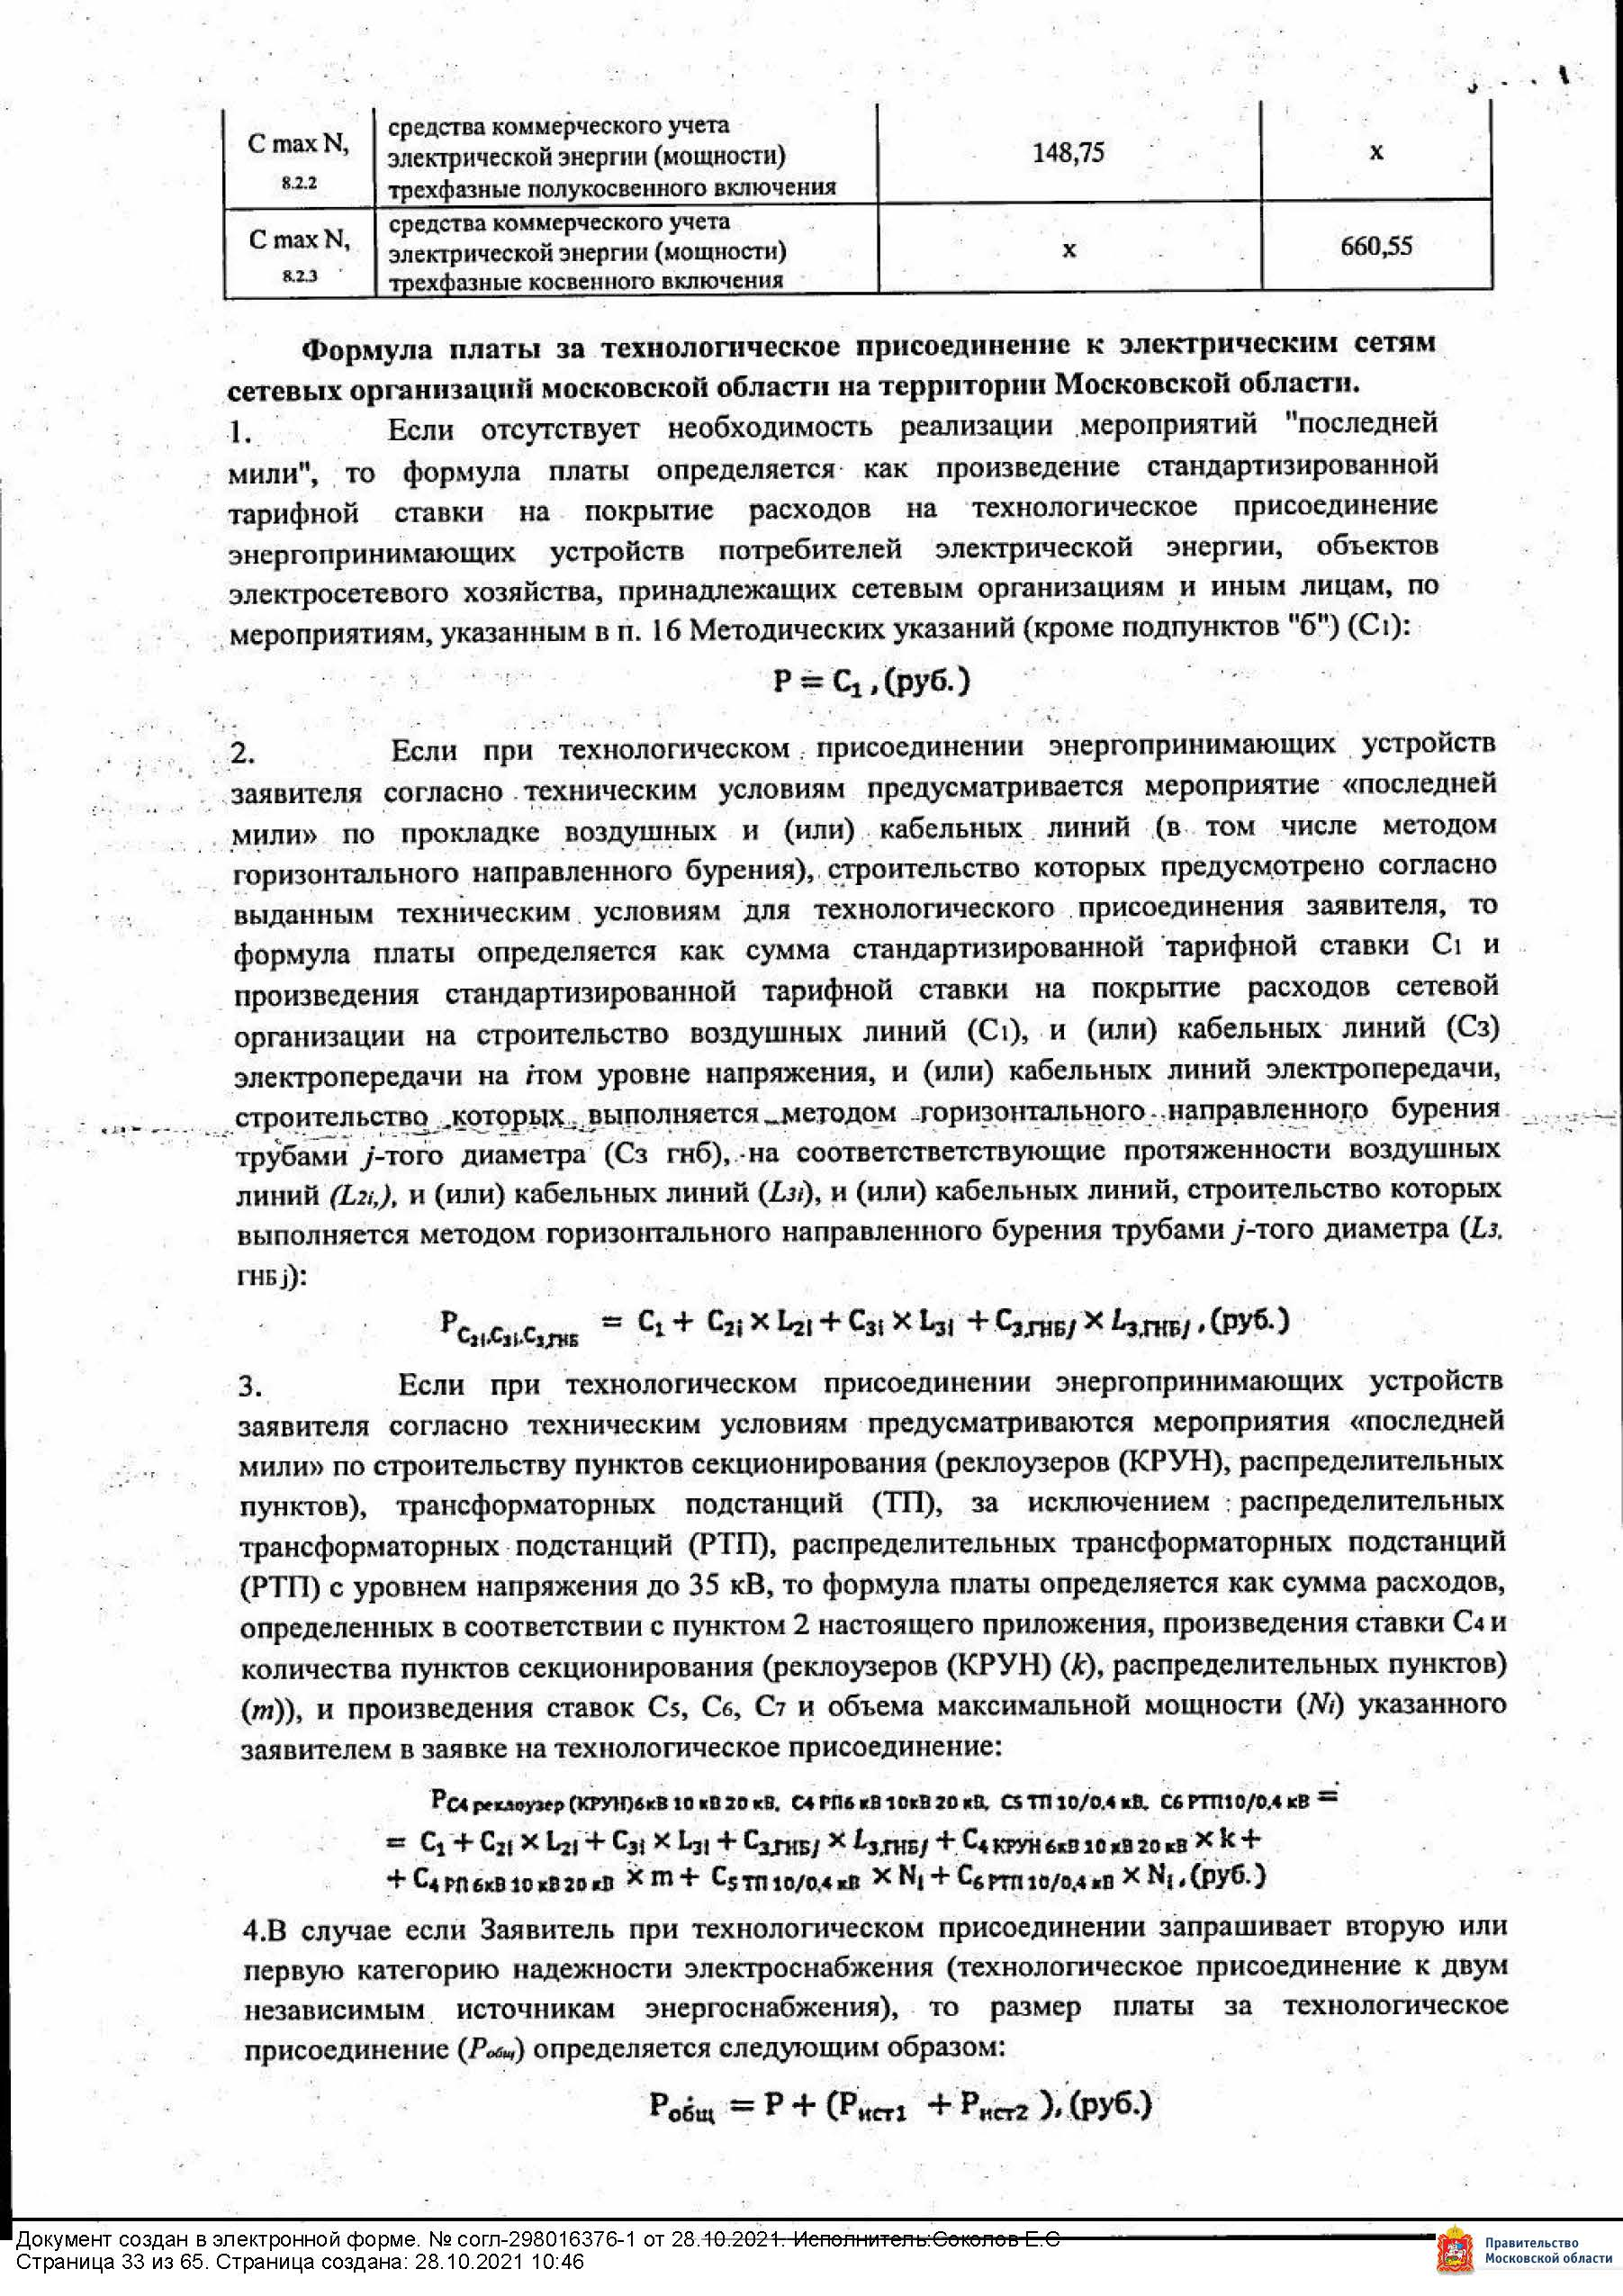 C max N, 8.2.2
средства коммерческого учета
электрической энергии (мощности)
трехфазные полукосвенного включения
148,75
x
C max N, 8.2.3
средства коммерческого учета
электрической энергии (мощности)
трехфазные косвенного включения
x
660,55
Формула платы за технологическое присоединение к электрическим сетям
сетевых организаций московской области на территории Московской области.
1. Если отсутствует необходимость реализации мероприятий "последней
мили", то формула платы определяется как произведение стандартизированной
тарифной ставки на покрытие расходов на технологическое присоединение
энергопринимающих устройств потребителей электрической энергии, объектов
электросетевого хозяйства, принадлежащих сетевым организациям и иным лицам, по
мероприятиям, указанным в п. 16 Методических указаний (кроме подпунктов "б") (C1):
P = C₁ , (руб.)
2. Если при технологическом присоединении энергопринимающих устройств
заявителя согласно техническим условиям предусматривается мероприятие «последней
мили» по прокладке воздушных и (или) кабельных линий (в том числе методом
горизонтального направленного бурения), строительство которых предусмотрено согласно
выданным техническим условиям для технологического присоединения заявителя, то
формула платы определяется как сумма стандартизированной тарифной ставки C1 и
произведения стандартизированной тарифной ставки на покрытие расходов сетевой
организации на строительство воздушных линий (C1), и (или) кабельных линий (C3)
электропередачи на iтом уровне напряжения, и (или) кабельных линий электропередачи,
строительство которых выполняется методом горизонтального направленного бурения
трубами j-того диаметра (C3 гнб), на соответстветствующие протяженности воздушных
линий (L2i,), и (или) кабельных линий (L3i), и (или) кабельных линий, строительство которых
выполняется методом горизонтального направленного бурения трубами j-того диаметра (L3.
ГНБ j):
P C2i,C3i,C3,ГНБ = C₁ + C2i × L2i + C3i × L3i + C3,ГНБj × L3,ГНБj , (руб.)
3. Если при технологическом присоединении энергопринимающих устройств
заявителя согласно техническим условиям предусматриваются мероприятия «последней
мили» по строительству пунктов секционирования (реклоузеров (КРУН), распределительных
пунктов), трансформаторных подстанций (ТП), за исключением распределительных
трансформаторных подстанций (РТП), распределительных трансформаторных подстанций
(РТП) с уровнем напряжения до 35 кВ, то формула платы определяется как сумма расходов,
определенных в соответствии с пунктом 2 настоящего приложения, произведения ставки C4 и
количества пунктов секционирования (реклоузеров (КРУН) (k), распределительных пунктов)
(m)), и произведения ставок C5, C6, C7 и объема максимальной мощности (Ni) указанного
заявителем в заявке на технологическое присоединение:
P C4 реклоузер (КРУН)6кВ 10 кВ 20 кВ, C4 РП6 кВ 10кВ 20 кВ, C5 ТП 10/0,4 кВ, C6 РТП10/0,4 кВ =
= C₁ + C2i × L2i + C3i × L3i + C3,ГНБj × L3,ГНБj + C4 КРУН 6кВ 10 кВ 20 кВ × k +
+ C4 РП 6кВ 10 кВ 20 кВ × m + C5 ТП 10/0,4 кВ × Ni + C6 РТП 10/0,4 кВ × Ni , (руб.)
4.В случае если Заявитель при технологическом присоединении запрашивает вторую или
первую категорию надежности электроснабжения (технологическое присоединение к двум
независимым источникам энергоснабжения), то размер платы за технологическое
присоединение (Pобщ) определяется следующим образом:
Pобщ = P + (Pист1 + Pист2 ), (руб.)
Документ создан в электронной форме. № согл-298016376-1 от 28.10.2021. Исполнитель:Соколов Е.С
Страница 33 из 65. Страница создана: 28.10.2021 10:46
Правительство
Московской области